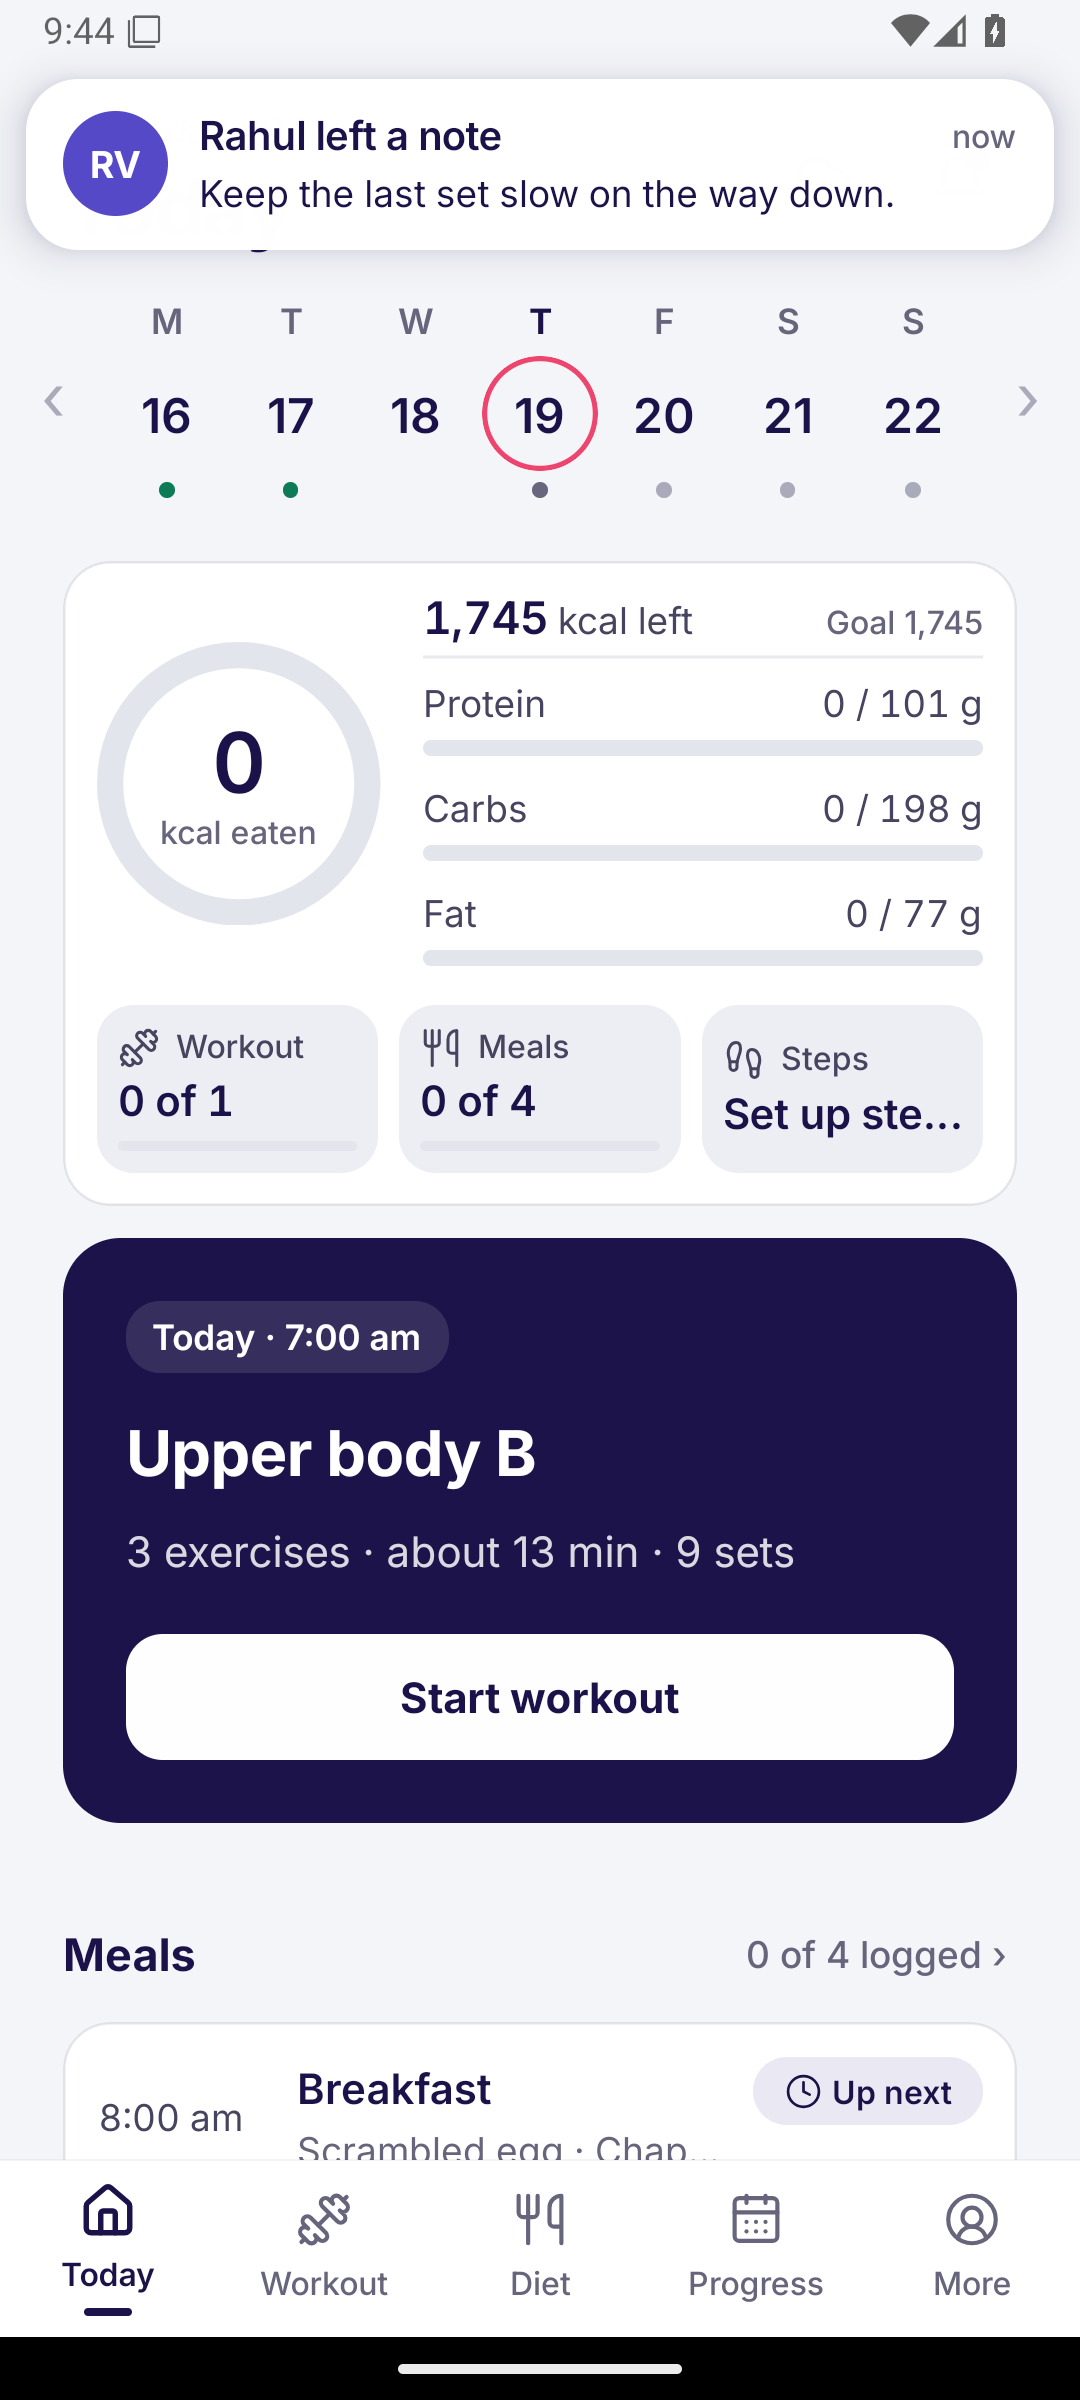 9:44
RV
Rahul left a note
now
Keep the last set slow on the way down.
M T W T F S S
‹ 16 17 18 19 20 21 22 ›
1,745 kcal left
Goal 1,745
0
kcal eaten
Protein 0 / 101 g
Carbs 0 / 198 g
Fat 0 / 77 g
Workout
0 of 1
Meals
0 of 4
Steps
Set up ste...
Today · 7:00 am
Upper body B
3 exercises · about 13 min · 9 sets
Start workout
Meals
0 of 4 logged ›
8:00 am
Breakfast
Up next
Scrambled egg · Chap...
Today
Workout
Diet
Progress
More